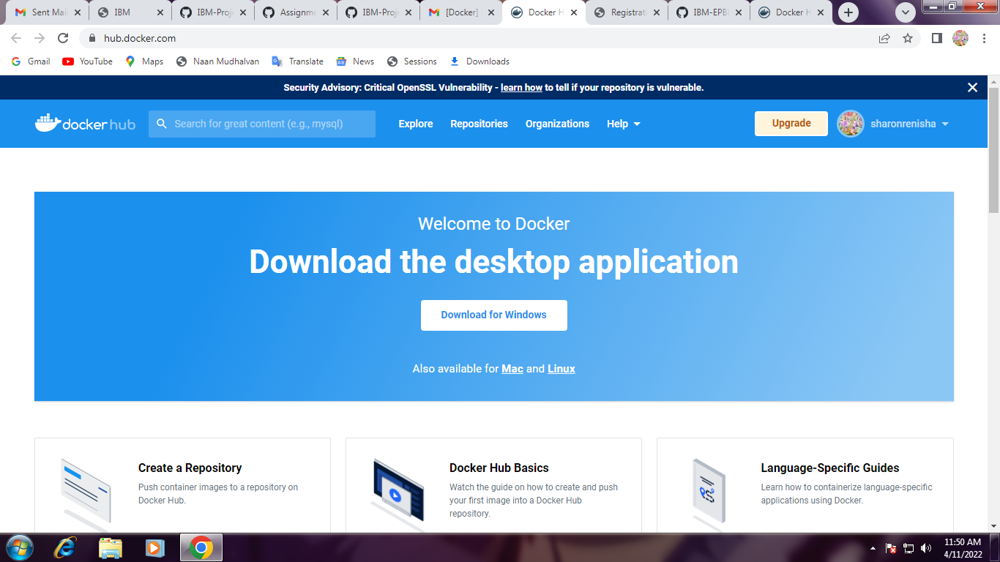 Sent Mail
IBM
IBM-Proj
Assignme
IBM-Proj
[Docker]
Docker H
Registrat
IBM-EPB
Docker H
hub.docker.com
Gmail
YouTube
Maps
Naan Mudhalvan
Translate
News
Sessions
Downloads
Security Advisory: Critical OpenSSL Vulnerability - learn how to tell if your repository is vulnerable.
docker hub
Search for great content (e.g., mysql)
Explore
Repositories
Organizations
Help
Upgrade
sharonrenisha
Welcome to Docker
Download the desktop application
Download for Windows
Also available for Mac and Linux
Create a Repository
Push container images to a repository on
Docker Hub.
Docker Hub Basics
Watch the guide on how to create and push
your first image into a Docker Hub
repository.
Language-Specific Guides
Learn how to containerize language-specific
applications using Docker.
11:50 AM
4/11/2022